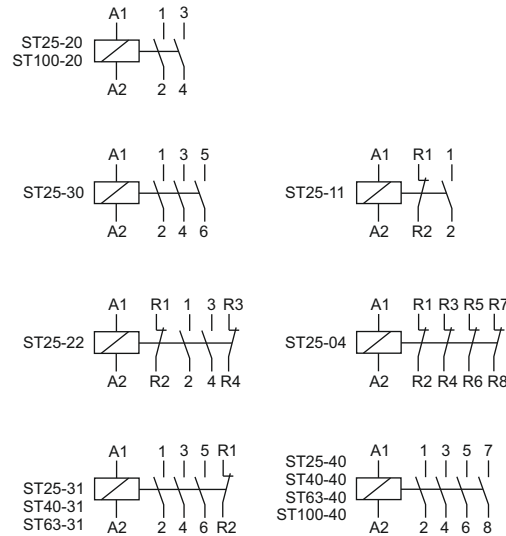 A1 1 3
ST25-20
ST100-20
A2 2 4
A1 1 3 5
ST25-30
A2 2 4 6
A1 R1 1
ST25-11
A2 R2 2
A1 R1 1 3 R3
ST25-22
A2 R2 2 4 R4
A1 R1 R3 R5 R7
ST25-04
A2 R2 R4 R6 R8
A1 1 3 5 R1
ST25-31
ST40-31
ST63-31
A2 2 4 6 R2
A1 1 3 5 7
ST25-40
ST40-40
ST63-40
ST100-40
A2 2 4 6 8